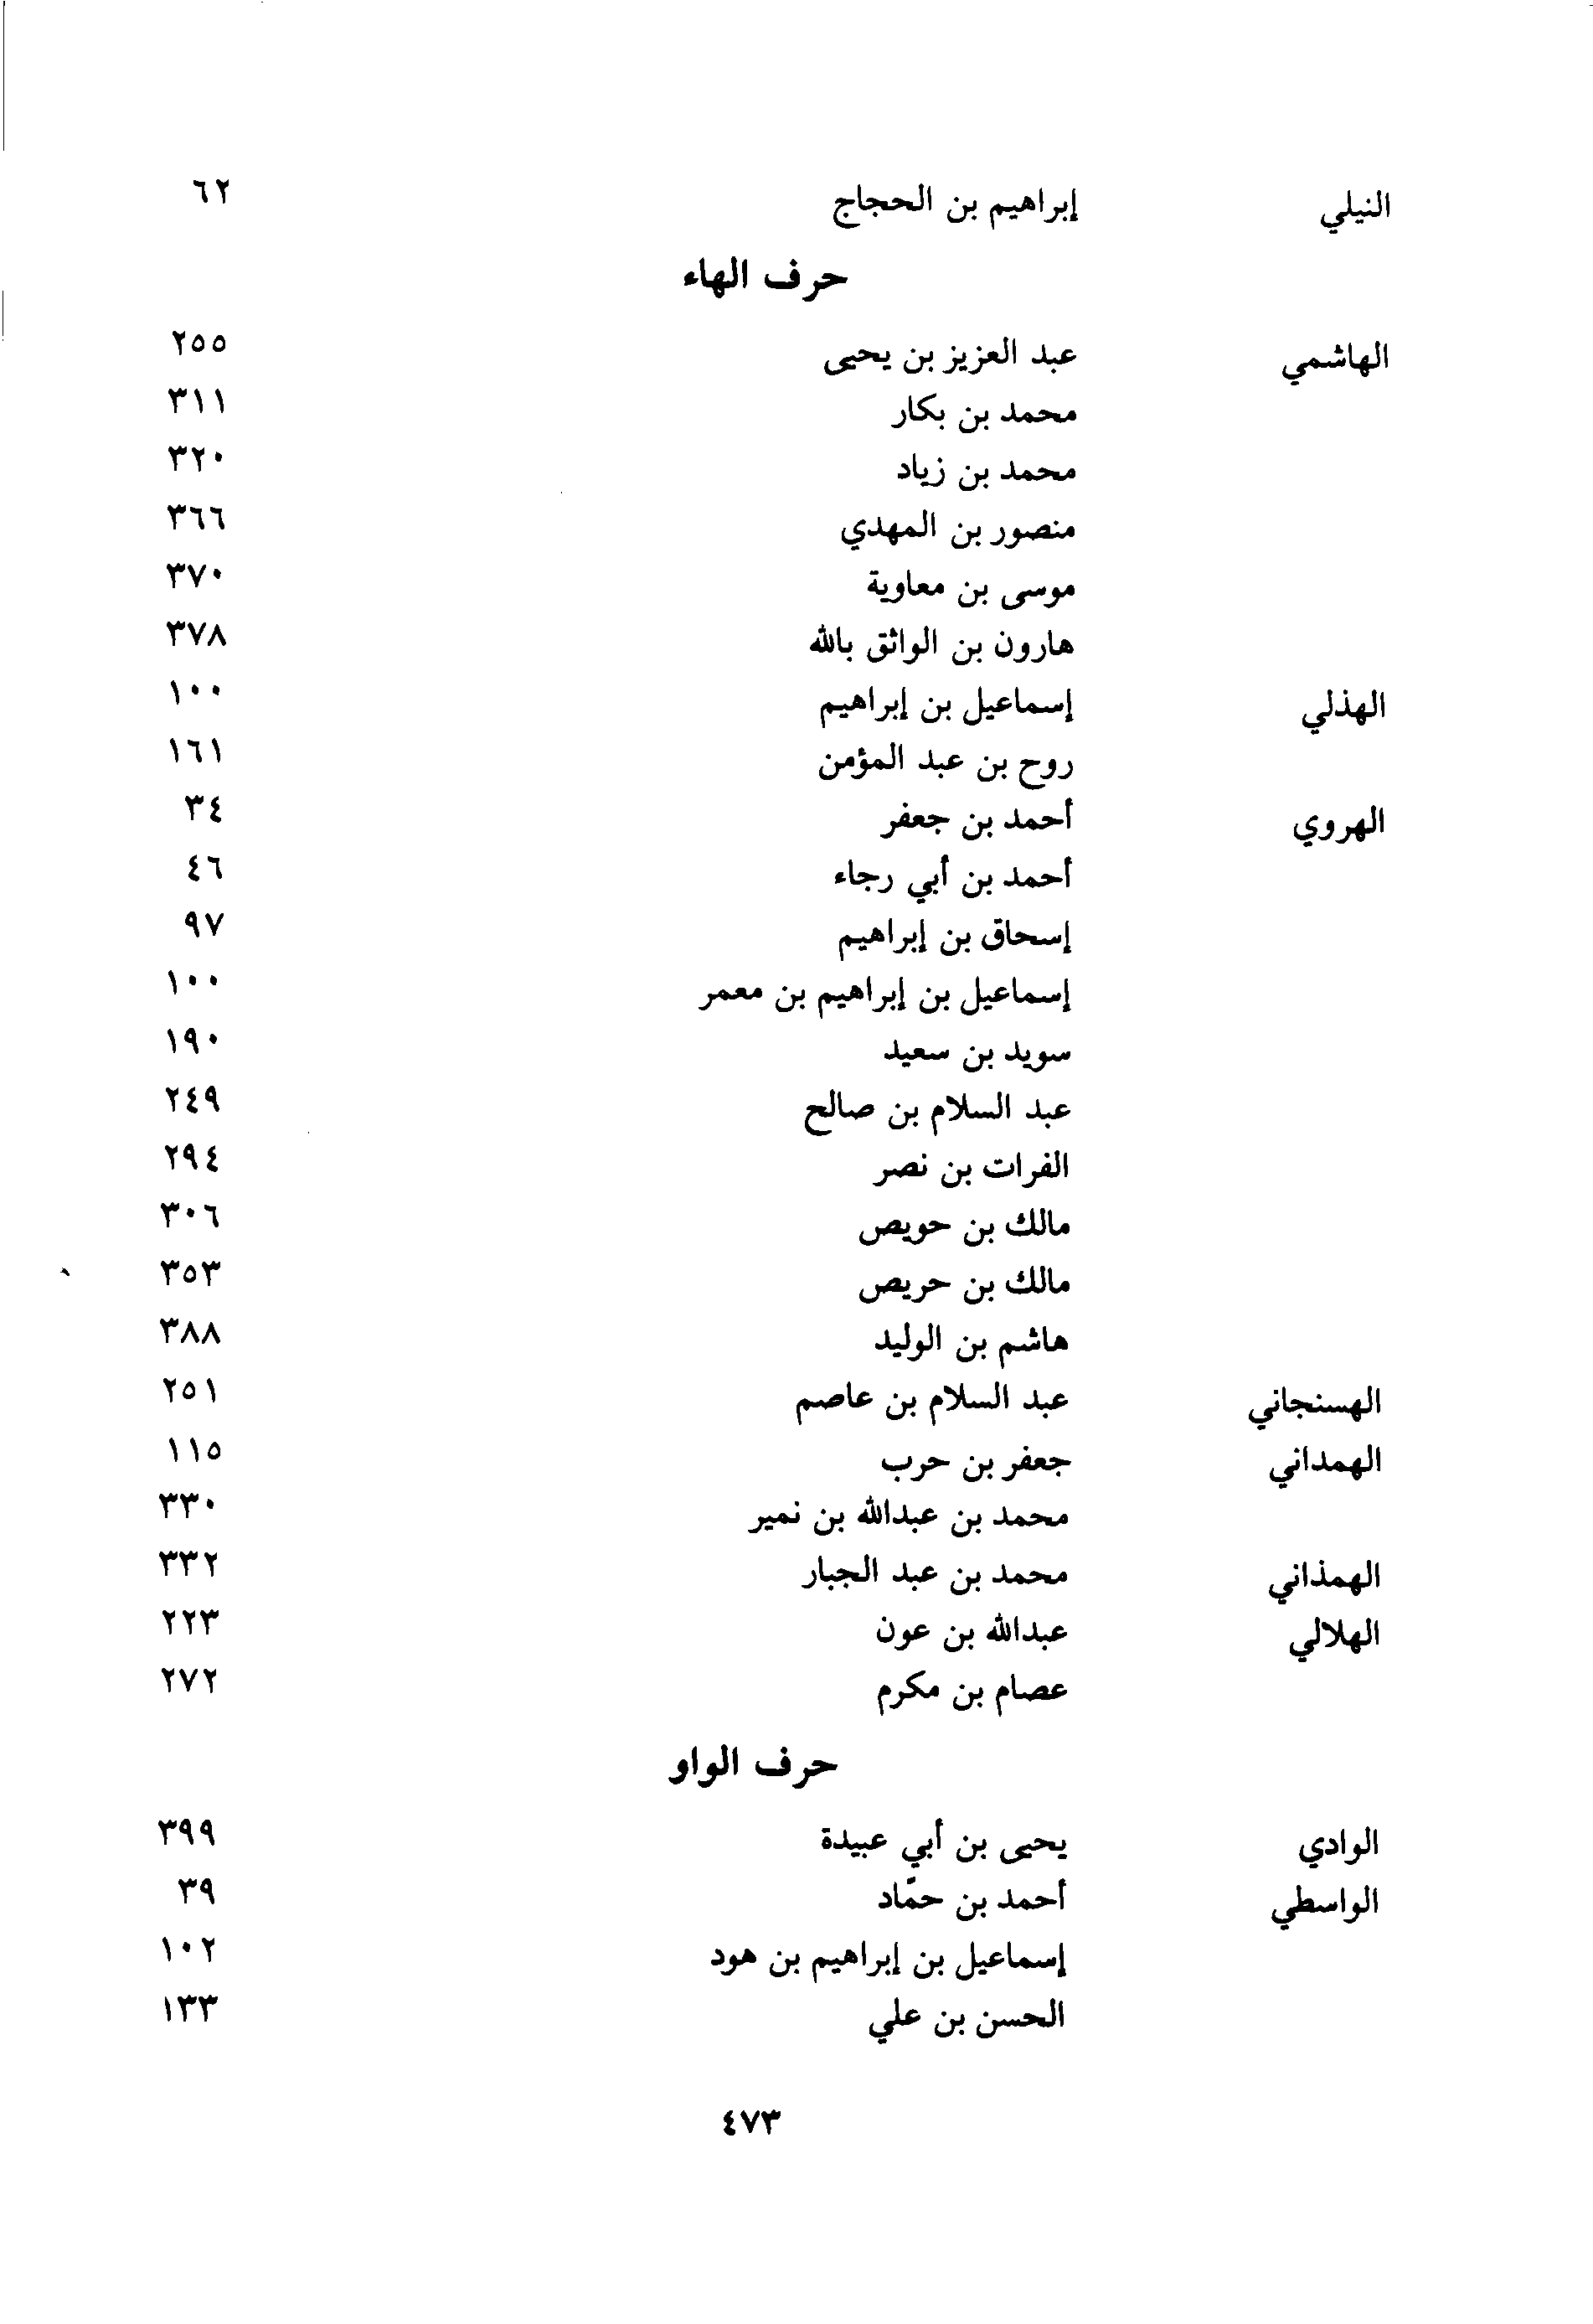 النيلي إبراهيم بن الحجاج ٦٢
حرف الهاء
الهاشمي عبد العزيز بن يحيى ٢٥٥
محمد بن بكار ٣١١
محمد بن زياد ٣٢٠
منصور بن المهدي ٣٦٦
موسى بن معاوية ٣٧٠
هارون بن الواثق بالله ٣٧٨
الهذلي إسماعيل بن إبراهيم ١٠٠
روح بن عبد المؤمن ١٦١
الهروي أحمد بن جعفر ٣٤
أحمد بن أبي رجاء ٤٦
إسحاق بن إبراهيم ٩٧
إسماعيل بن إبراهيم بن معمر ١٠٠
سويد بن سعيد ١٩٠
عبد السلام بن صالح ٢٤٩
الفرات بن نصر ٢٩٤
مالك بن حويص ٣٠٦
مالك بن حريص ٣٥٣
هاشم بن الوليد ٣٨٨
الهسنجاني عبد السلام بن عاصم ٢٥١
الهمداني جعفر بن حرب ١١٥
محمد بن عبدالله بن نمير ٣٣٠
الهمذاني محمد بن عبد الجبار ٣٣٢
الهلالي عبدالله بن عون ٢٢٣
عصام بن مكرم ٢٧٢
حرف الواو
الوادي يحيى بن أبي عبيدة ٣٩٩
الواسطي أحمد بن حمّاد ٣٩
إسماعيل بن إبراهيم بن هود ١٠٢
الحسن بن علي ١٣٣
٤٧٣